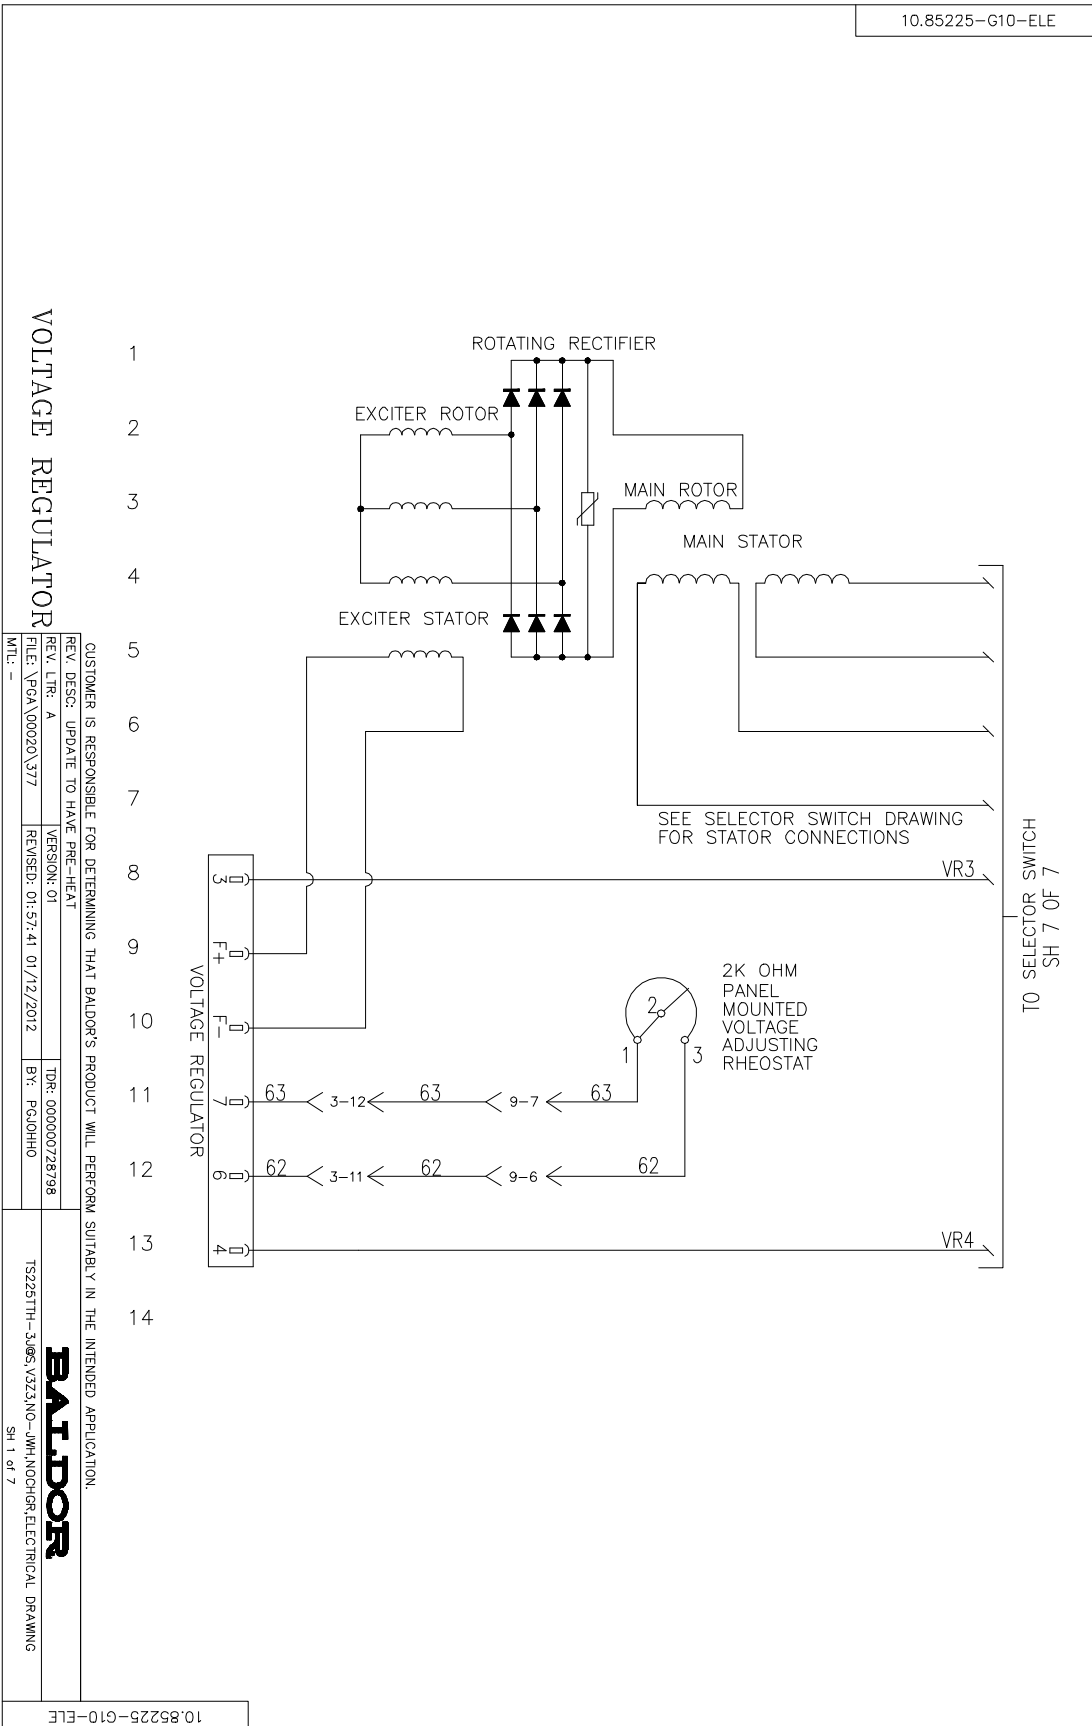 10.85225-G10-ELE
1
2
3
4
5
6
7
8
9
10
11
12
13
14
ROTATING RECTIFIER
EXCITER ROTOR
MAIN ROTOR
MAIN STATOR
EXCITER STATOR
SEE SELECTOR SWITCH DRAWING
FOR STATOR CONNECTIONS
TO SELECTOR SWITCH
SH 7 OF 7
VR3
3
F+
F-
7
6
4
VOLTAGE REGULATOR
2K OHM
PANEL
MOUNTED
VOLTAGE
ADJUSTING
RHEOSTAT
2
1
3
63 3-12 63 9-7 63
62 3-11 62 9-6 62
VR4
VOLTAGE REGULATOR
CUSTOMER IS RESPONSIBLE FOR DETERMINING THAT BALDOR'S PRODUCT WILL PERFORM SUITABLY IN THE INTENDED APPLICATION.
REV. DESC: UPDATE TO HAVE PRE-HEAT
REV. LTR: A
VERSION: 01
TDR: 000000728798
FILE: \PGA\00020\377
REVISED: 01:57:41 01/12/2012
BY: PGJOHHO
MTL: -
BALDOR
TS225TTH-3J@S,V3Z3,NO-JWH,NOCHGR,ELECTRICAL DRAWING
SH 1 of 7
10.85225-G10-ELE